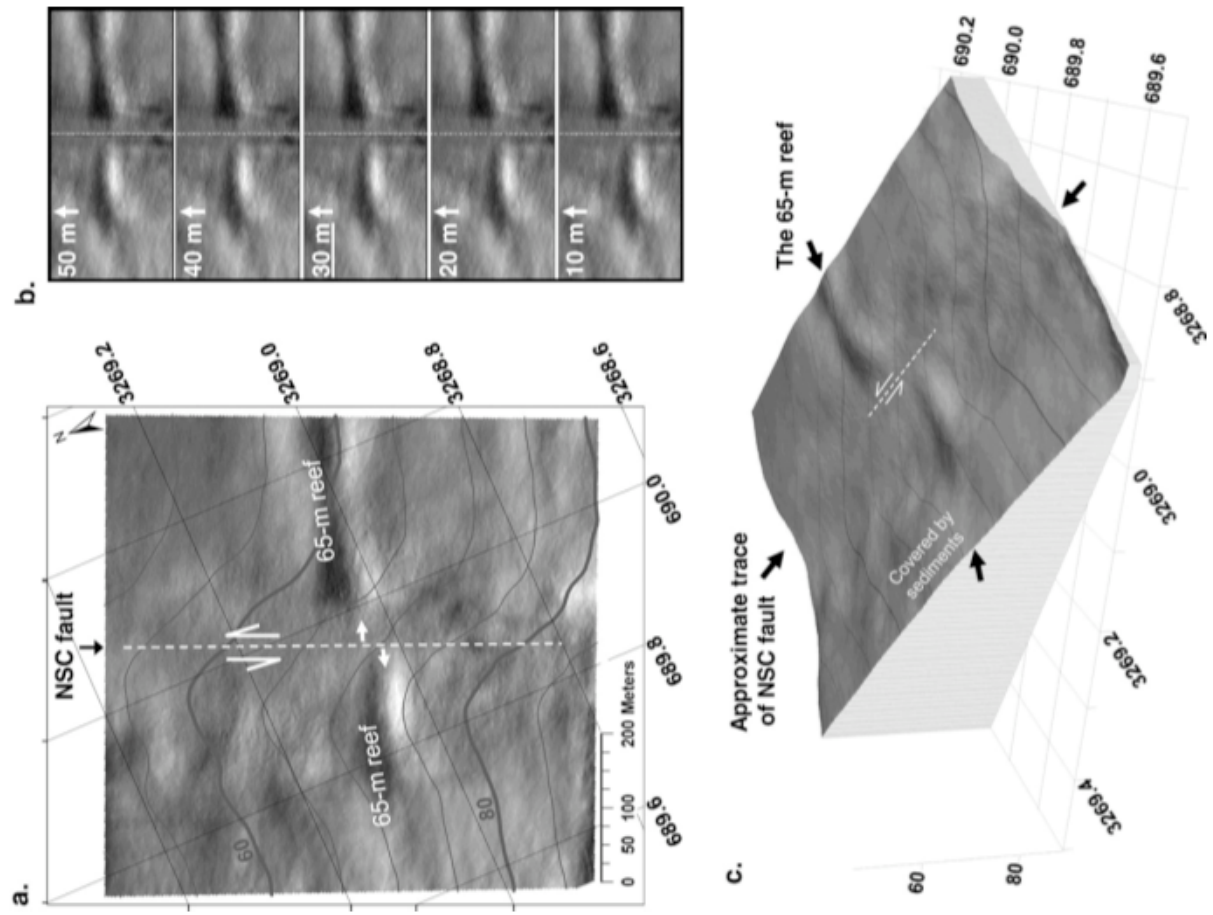 a.
NSC fault
N
3269.2
3269.0
3268.8
3268.6
65-m reef
65-m reef
60
80
0 50 100 200 Meters
689.6
689.8
690.0
b.
50 m
40 m
30 m
20 m
10 m
c.
Approximate trace
of NSC fault
The 65-m reef
Covered by
sediments
60
80
3269.4
3269.2
3269.0
3268.8
690.2
690.0
689.8
689.6